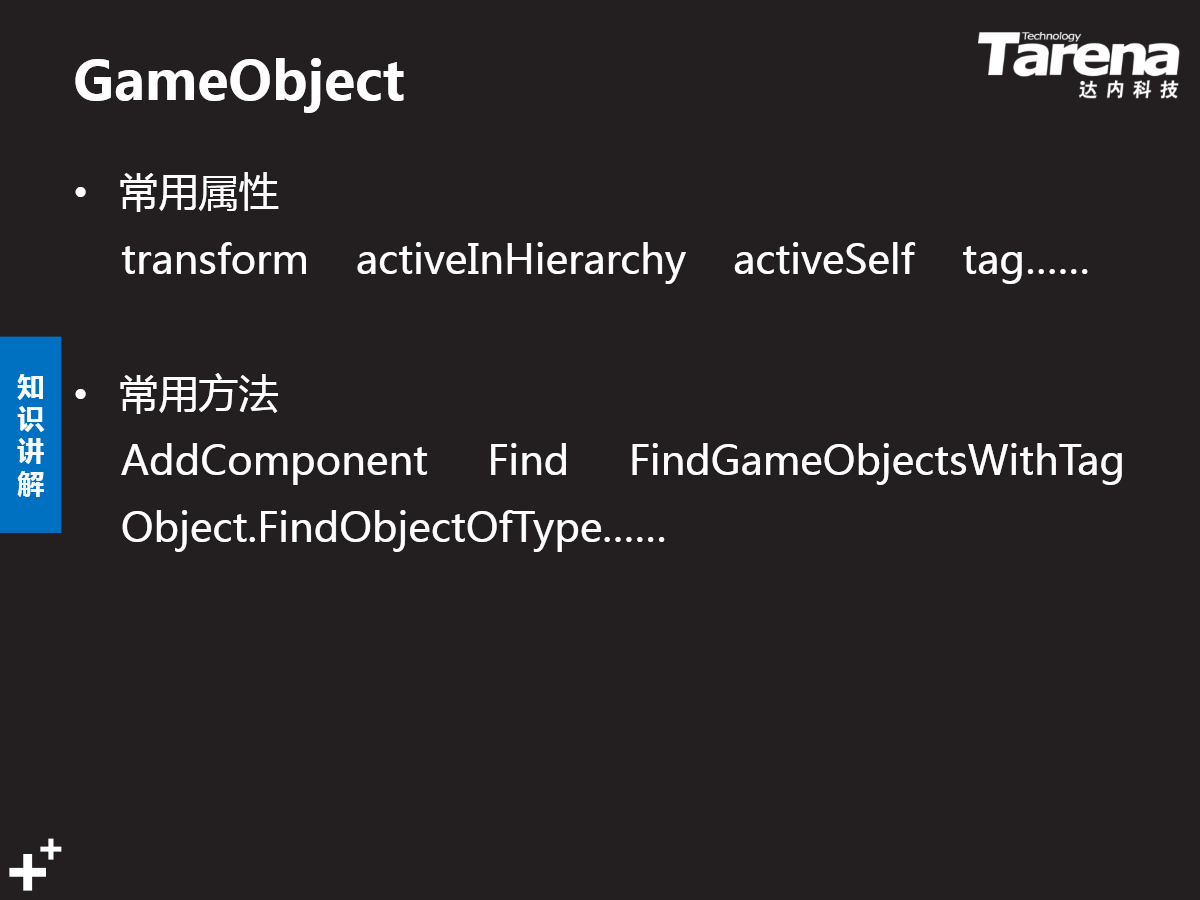 GameObject
Technology
Tarena
达内科技
• 常用属性
transform activeInHierarchy activeSelf tag……
知识讲解
• 常用方法
AddComponent Find FindGameObjectsWithTag
Object.FindObjectOfType……